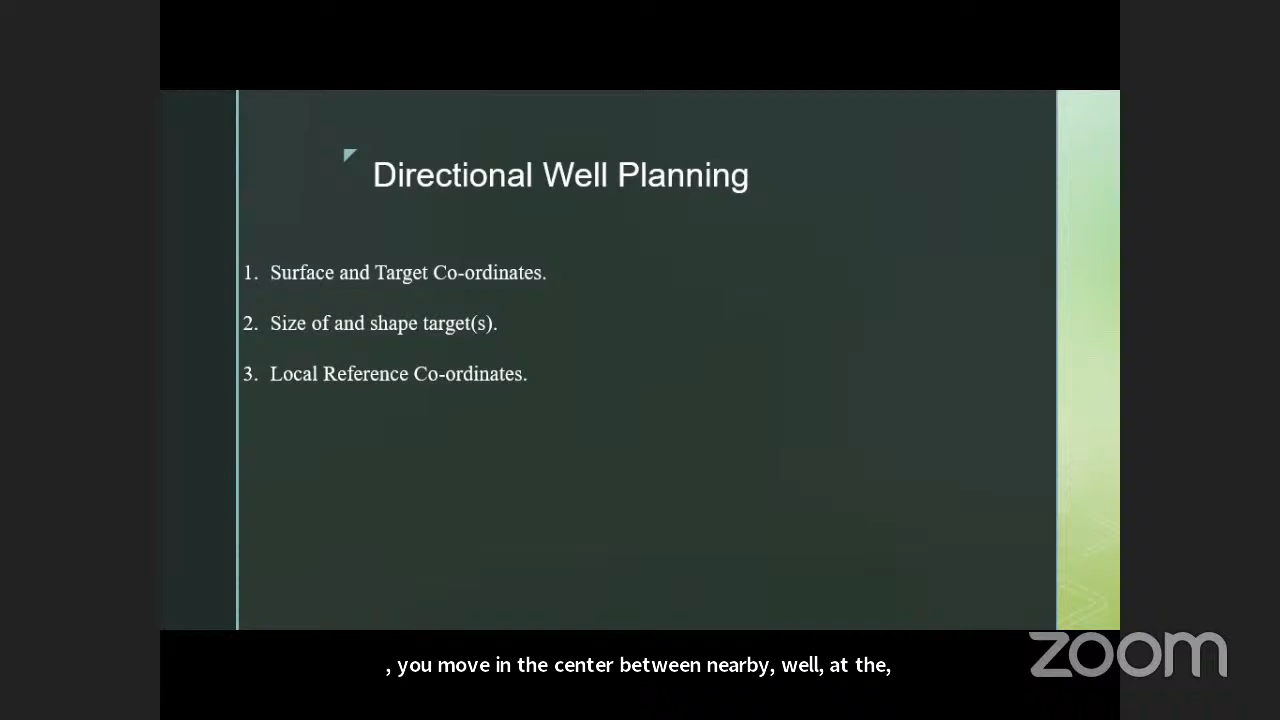 Directional Well Planning
1. Surface and Target Co-ordinates.
2. Size of and shape target(s).
3. Local Reference Co-ordinates.
, you move in the center between nearby, well, at the,
zoom